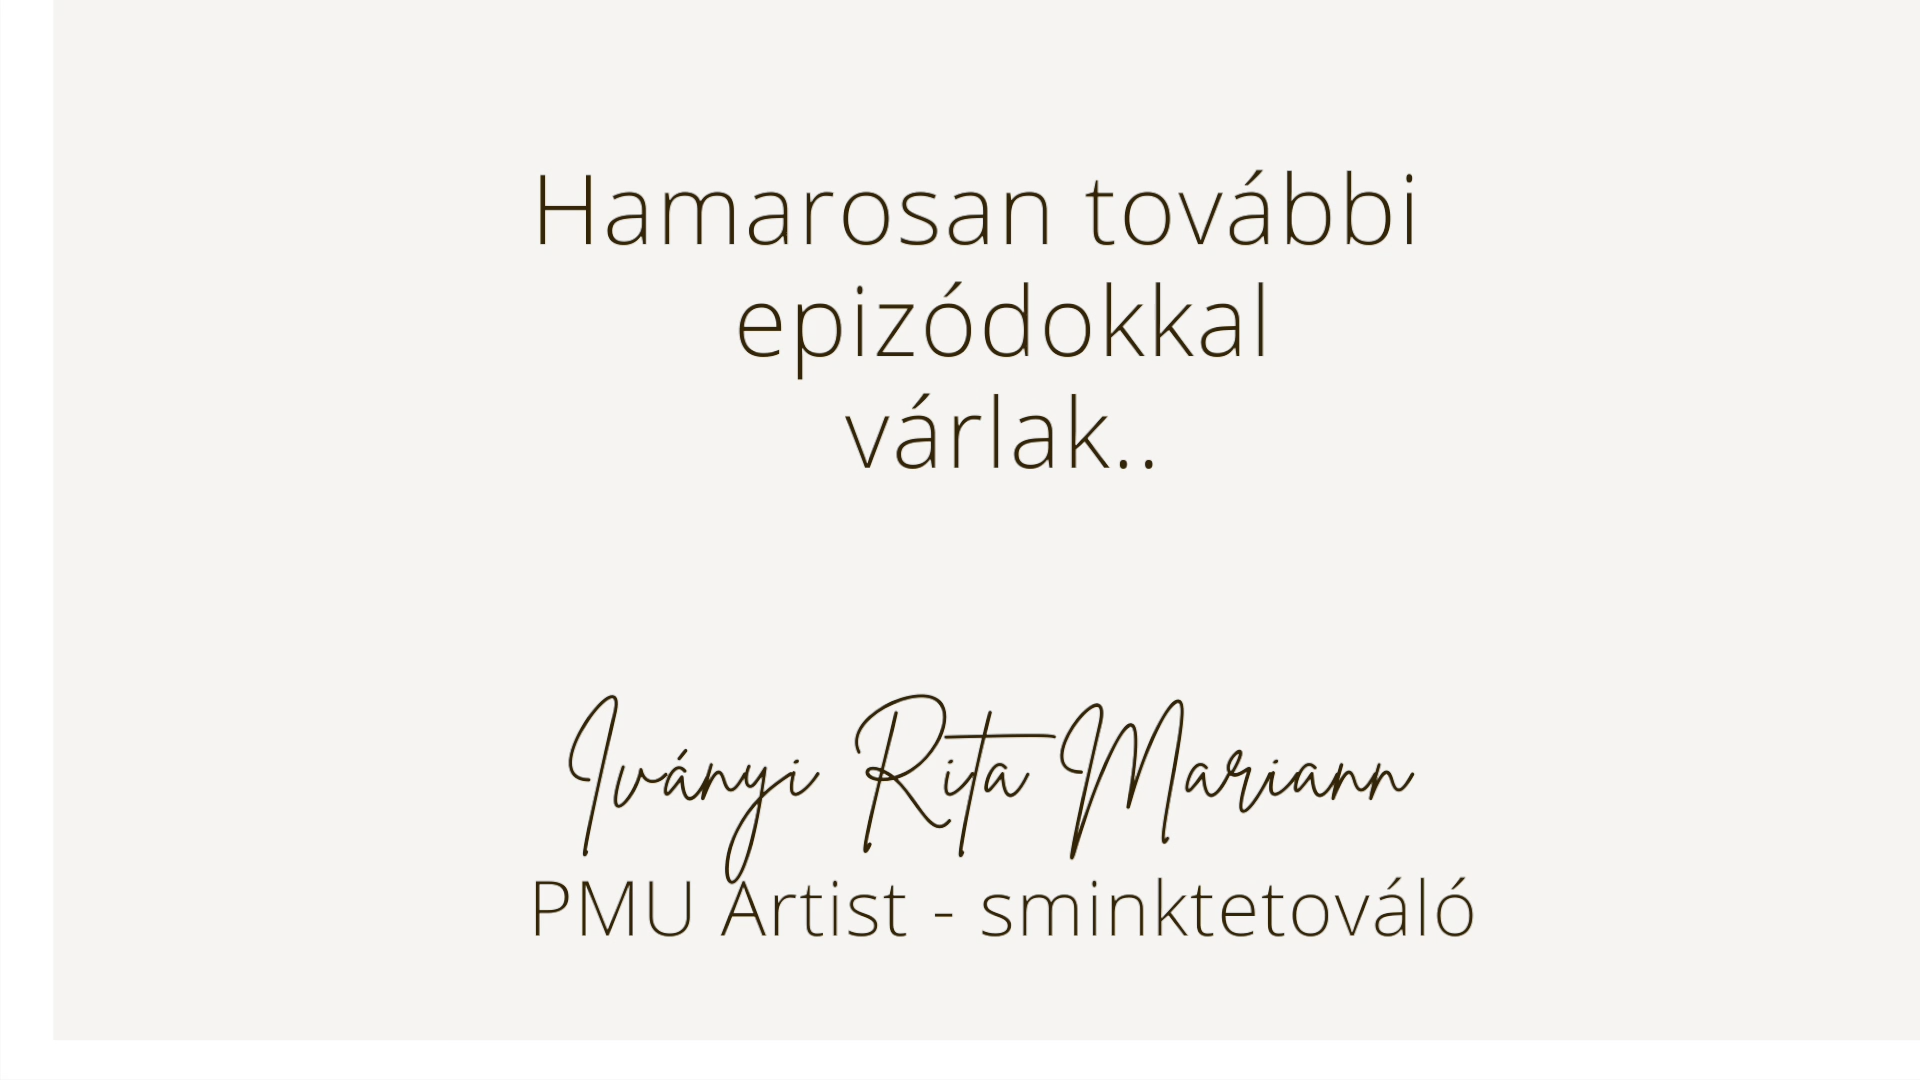 Hamarosan további
epizódokkal
várlak..
Iványi Rita Mariann
PMU Artist - sminktetováló